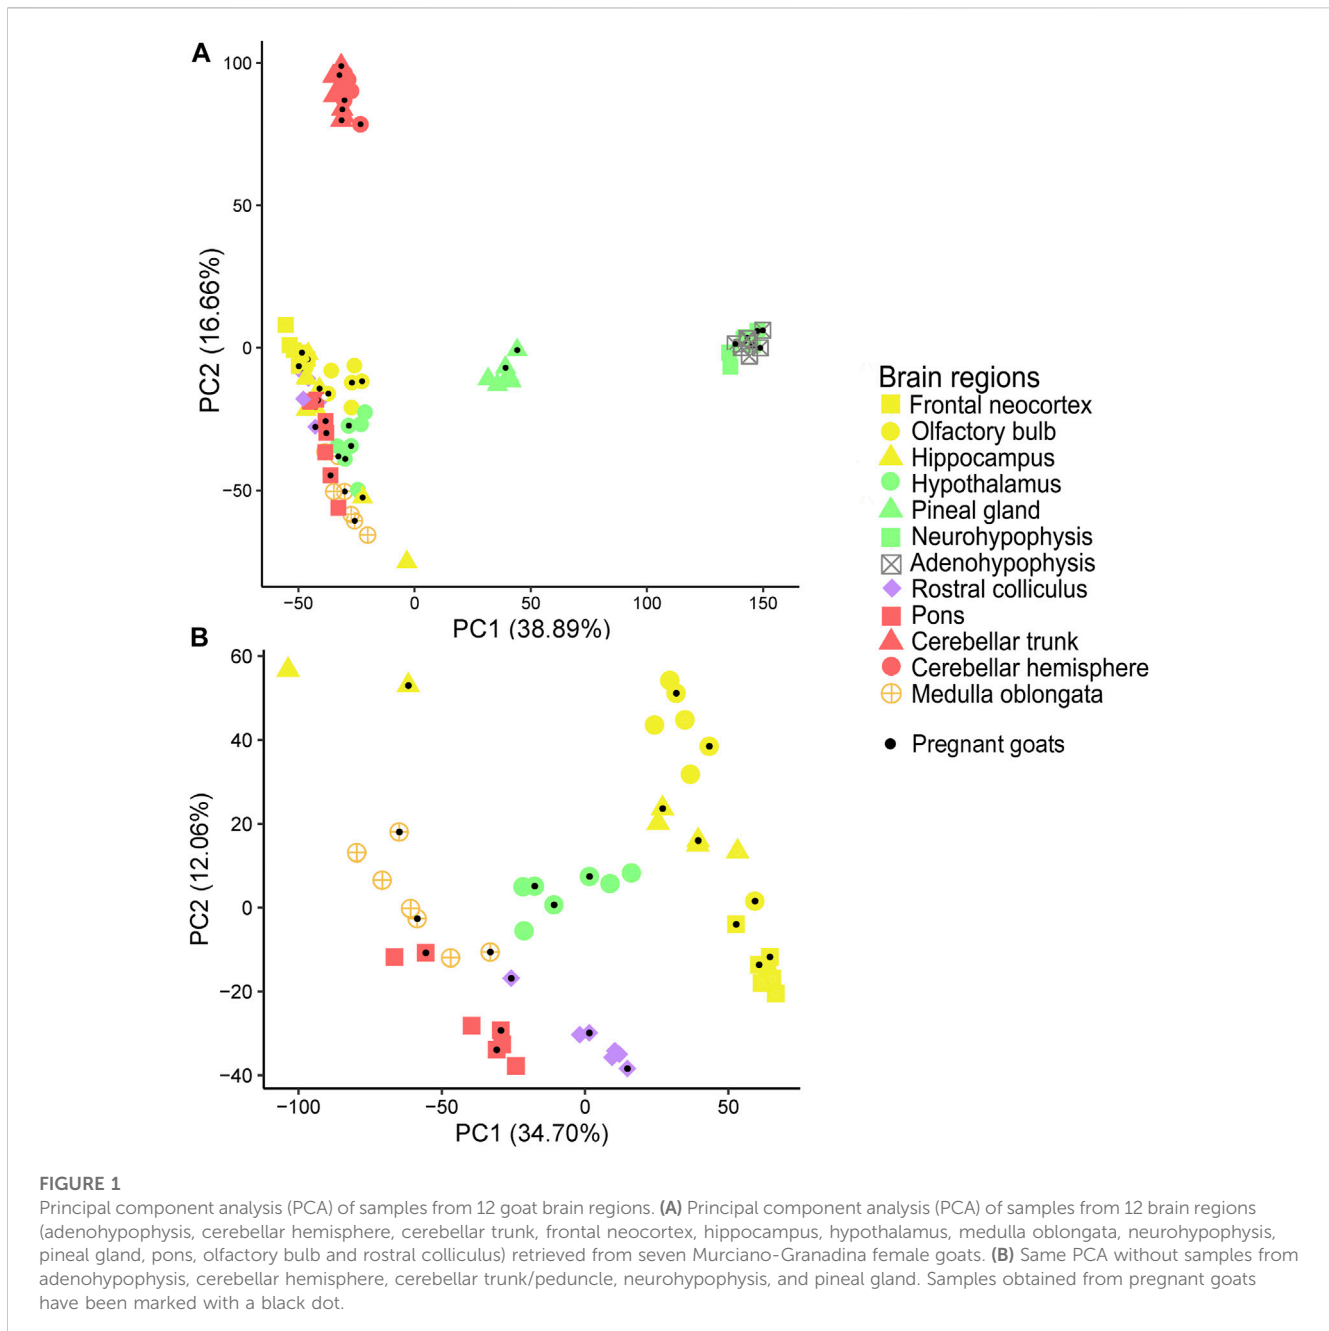 A
100
50
0
−50
PC2 (16.66%)
−50
0
50
100
150
PC1 (38.89%)
B
60
40
20
0
−20
−40
PC2 (12.06%)
−100
−50
0
50
PC1 (34.70%)
Brain regions
Frontal neocortex
Olfactory bulb
Hippocampus
Hypothalamus
Pineal gland
Neurohypophysis
Adenohypophysis
Rostral colliculus
Pons
Cerebellar trunk
Cerebellar hemisphere
Medulla oblongata
Pregnant goats
FIGURE 1
Principal component analysis (PCA) of samples from 12 goat brain regions. (A) Principal component analysis (PCA) of samples from 12 brain regions
(adenohypophysis, cerebellar hemisphere, cerebellar trunk, frontal neocortex, hippocampus, hypothalamus, medulla oblongata, neurohypophysis,
pineal gland, pons, olfactory bulb and rostral colliculus) retrieved from seven Murciano-Granadina female goats. (B) Same PCA without samples from
adenohypophysis, cerebellar hemisphere, cerebellar trunk/peduncle, neurohypophysis, and pineal gland. Samples obtained from pregnant goats
have been marked with a black dot.